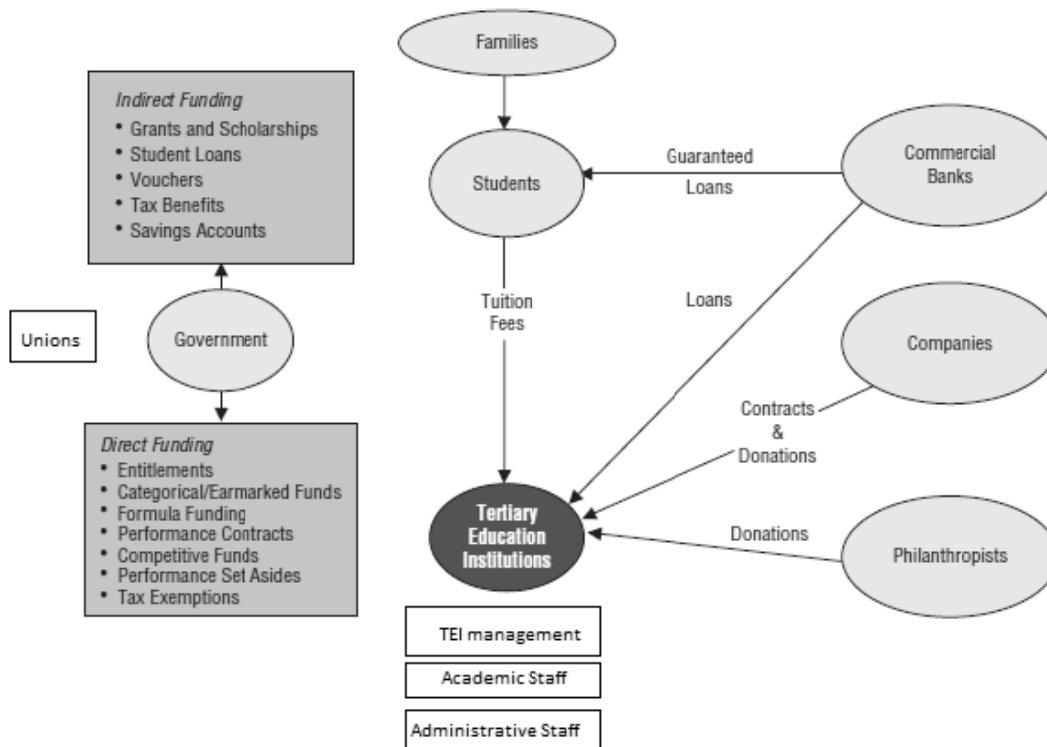 Families
Indirect Funding
• Grants and Scholarships
• Student Loans
• Vouchers
• Tax Benefits
• Savings Accounts
Students
Guaranteed
Loans
Commercial
Banks
Unions
Government
Tuition
Fees
Loans
Companies
Direct Funding
• Entitlements
• Categorical/Earmarked Funds
• Formula Funding
• Performance Contracts
• Competitive Funds
• Performance Set Asides
• Tax Exemptions
Contracts
&
Donations
Tertiary
Education
Institutions
Donations
Philanthropists
TEI management
Academic Staff
Administrative Staff